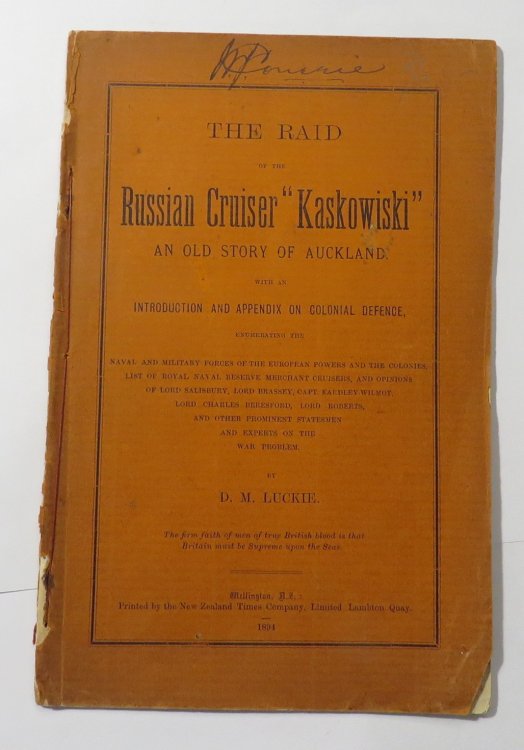 THE RAID
OF THE
Russian Cruiser "Kaskowiski"
AN OLD STORY OF AUCKLAND.
WITH AN
INTRODUCTION AND APPENDIX ON COLONIAL DEFENCE,
ENUMERATING THE
NAVAL AND MILITARY FORCES OF THE EUROPEAN POWERS AND THE COLONIES,
LIST OF ROYAL NAVAL RESERVE MERCHANT CRUISERS, AND OPINIONS
OF LORD SALISBURY, LORD BRASSEY, CAPT. EARDLEY-WILMOT,
LORD CHARLES BERESFORD, LORD ROBERTS,
AND OTHER PROMINENT STATESMEN
AND EXPERTS ON THE
WAR PROBLEM.
BY
D. M. LUCKIE.
The firm faith of men of true British blood is that
Britain must be Supreme upon the Seas.
Wellington, N.Z.:
Printed by the New Zealand Times Company, Limited, Lambton Quay.
1894